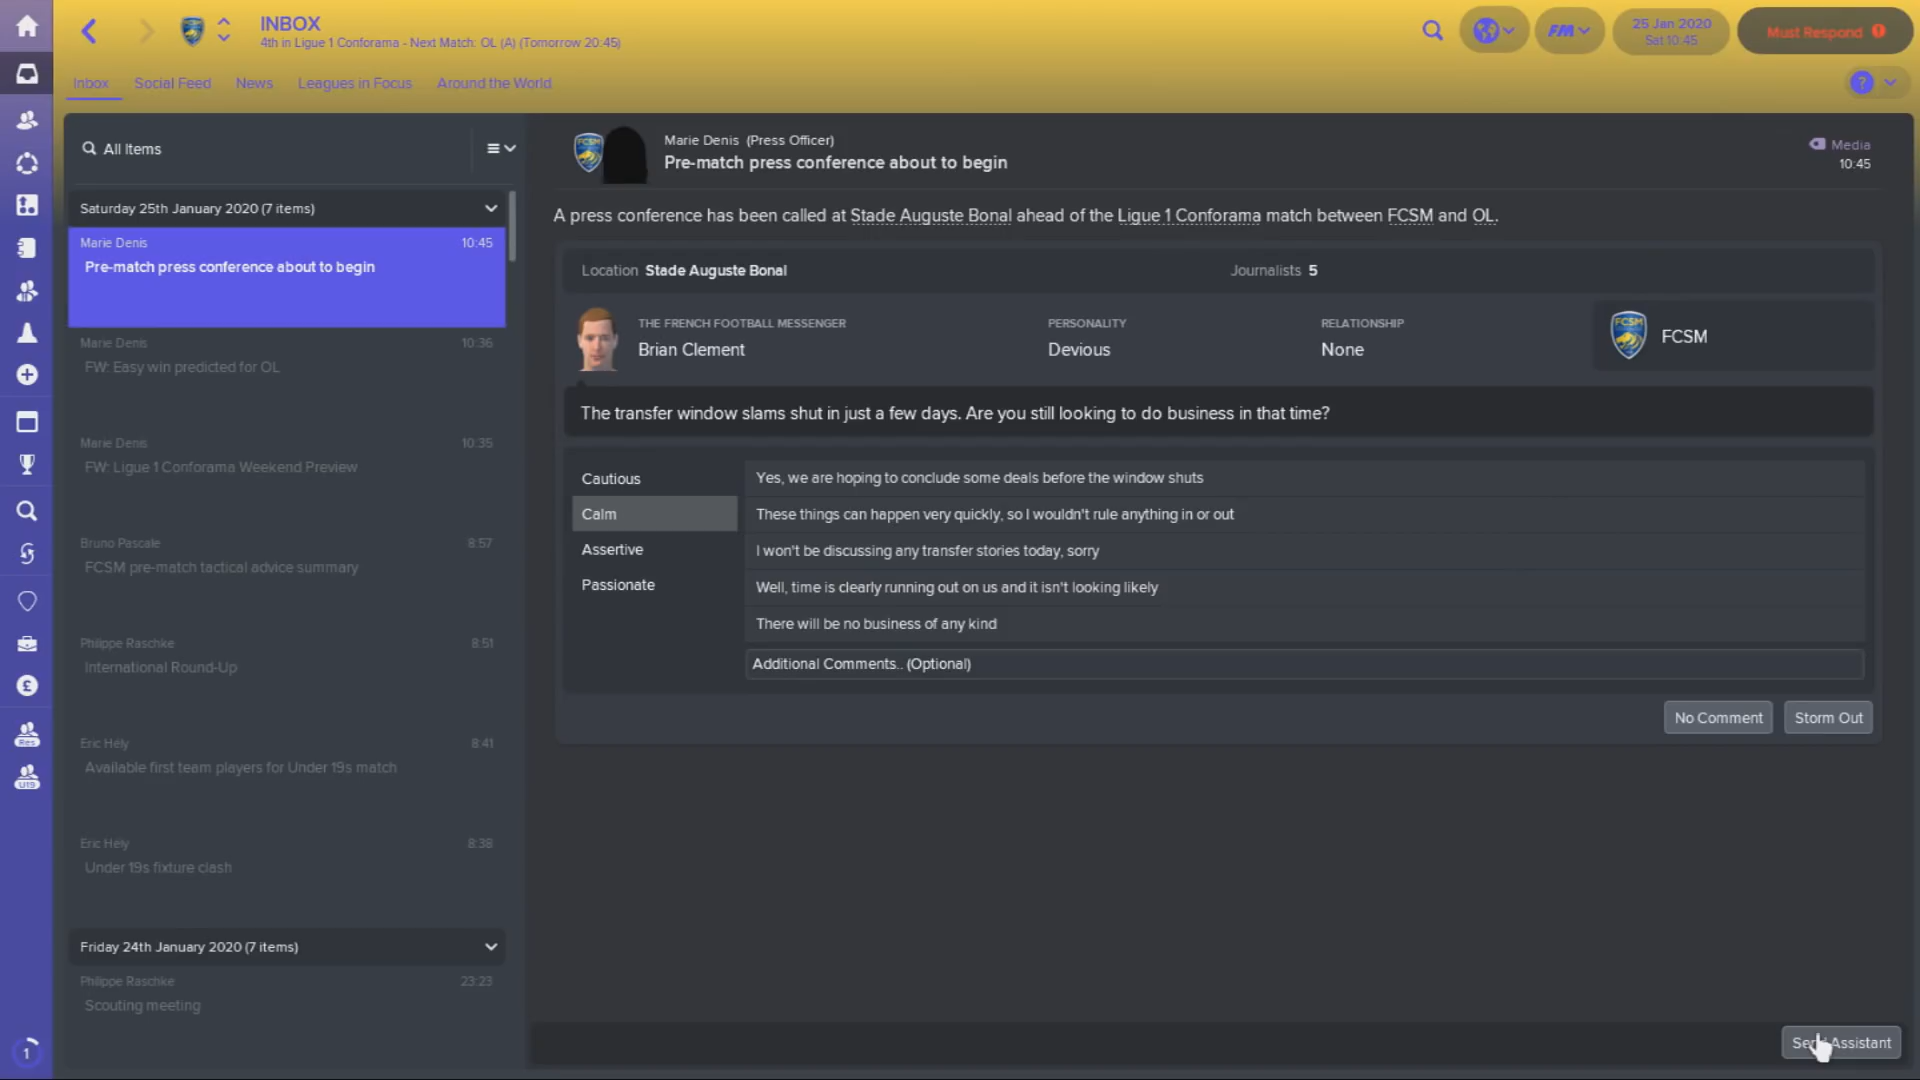 INBOX
4th in Ligue 1 Conforama - Next Match: OL (A) (Tomorrow 20:45)
FM
25 Jan 2020
Sat 10:45
Must Respond
Inbox
Social Feed
News
Leagues in Focus
Around the World
?
All Items
Saturday 25th January 2020 (7 items)
Marie Denis 10:45
Pre-match press conference about to begin
Marie Denis 10:36
FW: Easy win predicted for OL
Marie Denis 10:35
FW: Ligue 1 Conforama Weekend Preview
Bruno Pascale 8:57
FCSM pre-match tactical advice summary
Philippe Raschke 8:51
International Round-Up
Eric Hély 8:41
Available first team players for Under 19s match
Eric Hély 8:38
Under 19s fixture clash
Friday 24th January 2020 (7 items)
Philippe Raschke 23:23
Scouting meeting
Res
U19
1
Marie Denis (Press Officer)
Pre-match press conference about to begin
Media
10:45
A press conference has been called at Stade Auguste Bonal ahead of the Ligue 1 Conforama match between FCSM and OL.
Location Stade Auguste Bonal
Journalists 5
THE FRENCH FOOTBALL MESSENGER
Brian Clement
PERSONALITY
Devious
RELATIONSHIP
None
FCSM
FCSM
The transfer window slams shut in just a few days. Are you still looking to do business in that time?
Cautious
Calm
Assertive
Passionate
Yes, we are hoping to conclude some deals before the window shuts
These things can happen very quickly, so I wouldn't rule anything in or out
I won't be discussing any transfer stories today, sorry
Well, time is clearly running out on us and it isn't looking likely
There will be no business of any kind
Additional Comments.. (Optional)
No Comment
Storm Out
Assistant